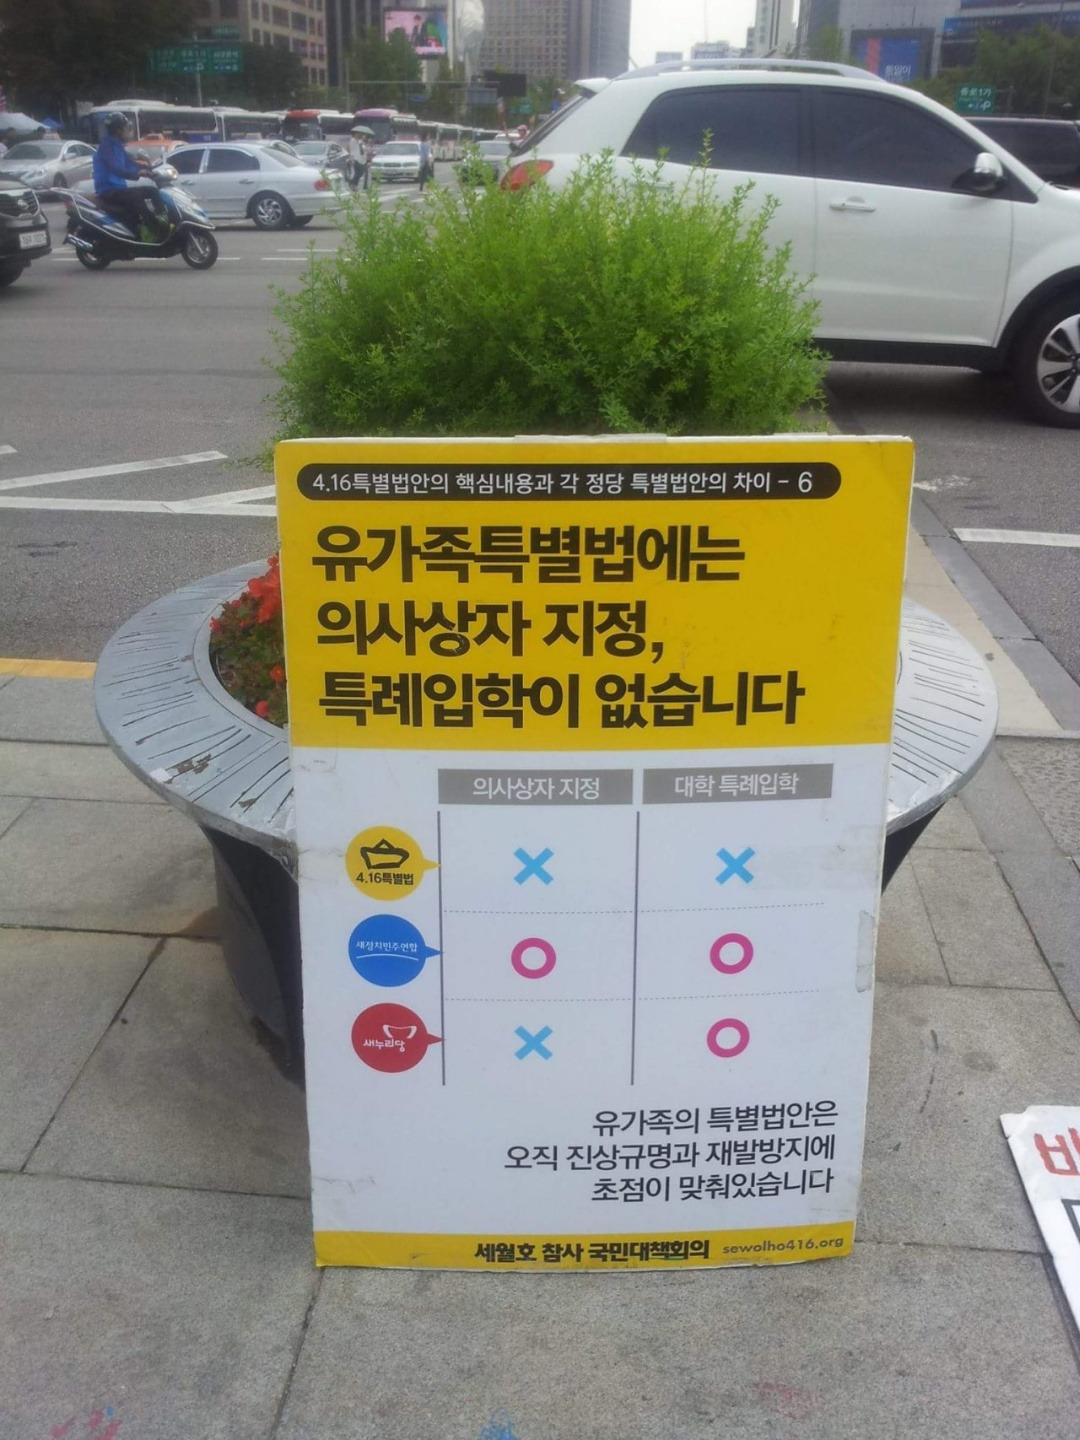 4.16특별법안의 핵심내용과 각 정당 특별법안의 차이 - 6
유가족특별법에는
의사상자 지정,
특례입학이 없습니다
의사상자 지정
대학 특례입학
4.16특별법
× ×
새정치민주연합
○ ○
새누리당
× ○
유가족의 특별법안은
오직 진상규명과 재발방지에
초점이 맞춰있습니다
세월호 참사 국민대책회의 sewolho416.org
종로1가